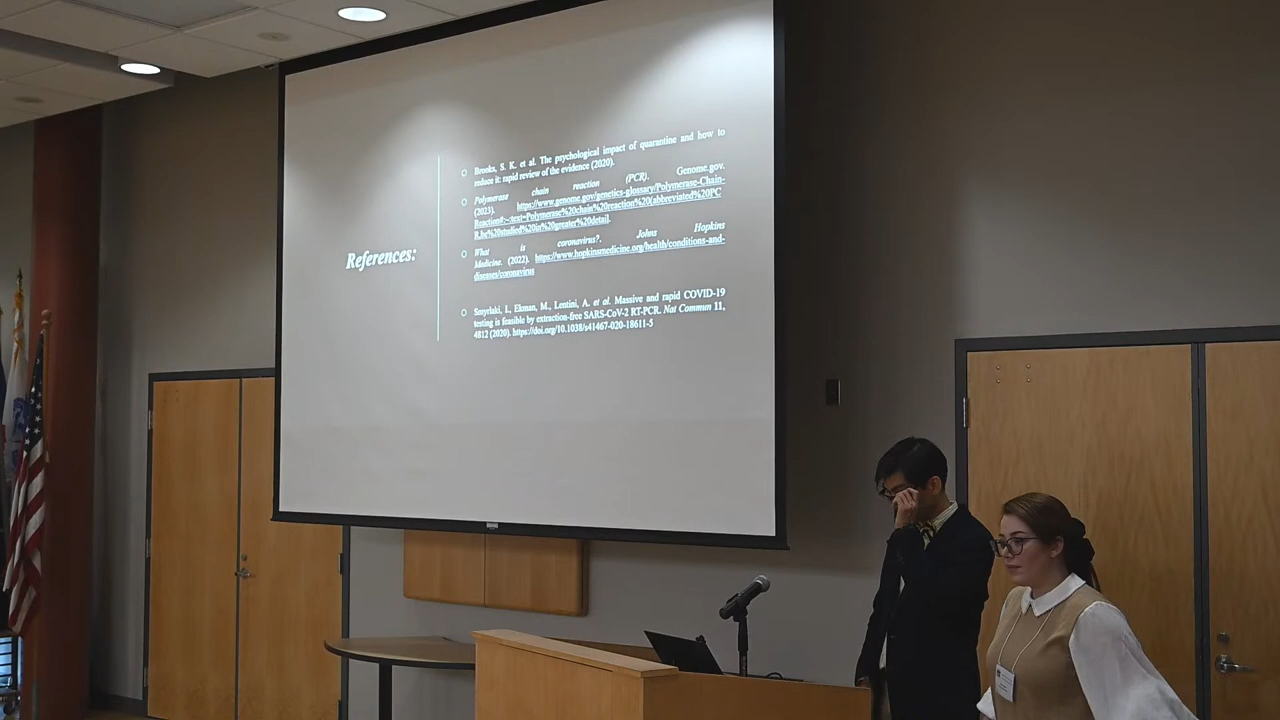 References:
Brooks, S. K. et al. The psychological impact of quarantine and how to
reduce it: rapid review of the evidence (2020).
Polymerase chain reaction (PCR). Genome.gov.
(2023). https://www.genome.gov/genetics-glossary/Polymerase-Chain-
Reaction#:~:text=Polymerase%20chain%20reaction%20(abbreviated%20PC
R,be%20studied%20in%20greater%20detail.
What is coronavirus?. Johns Hopkins
Medicine. (2022). https://www.hopkinsmedicine.org/health/conditions-and-
diseases/coronavirus
Smyrlaki, I., Ekman, M., Lentini, A. et al. Massive and rapid COVID-19
testing is feasible by extraction-free SARS-CoV-2 RT-PCR. Nat Commun 11,
4812 (2020). https://doi.org/10.1038/s41467-020-18611-5